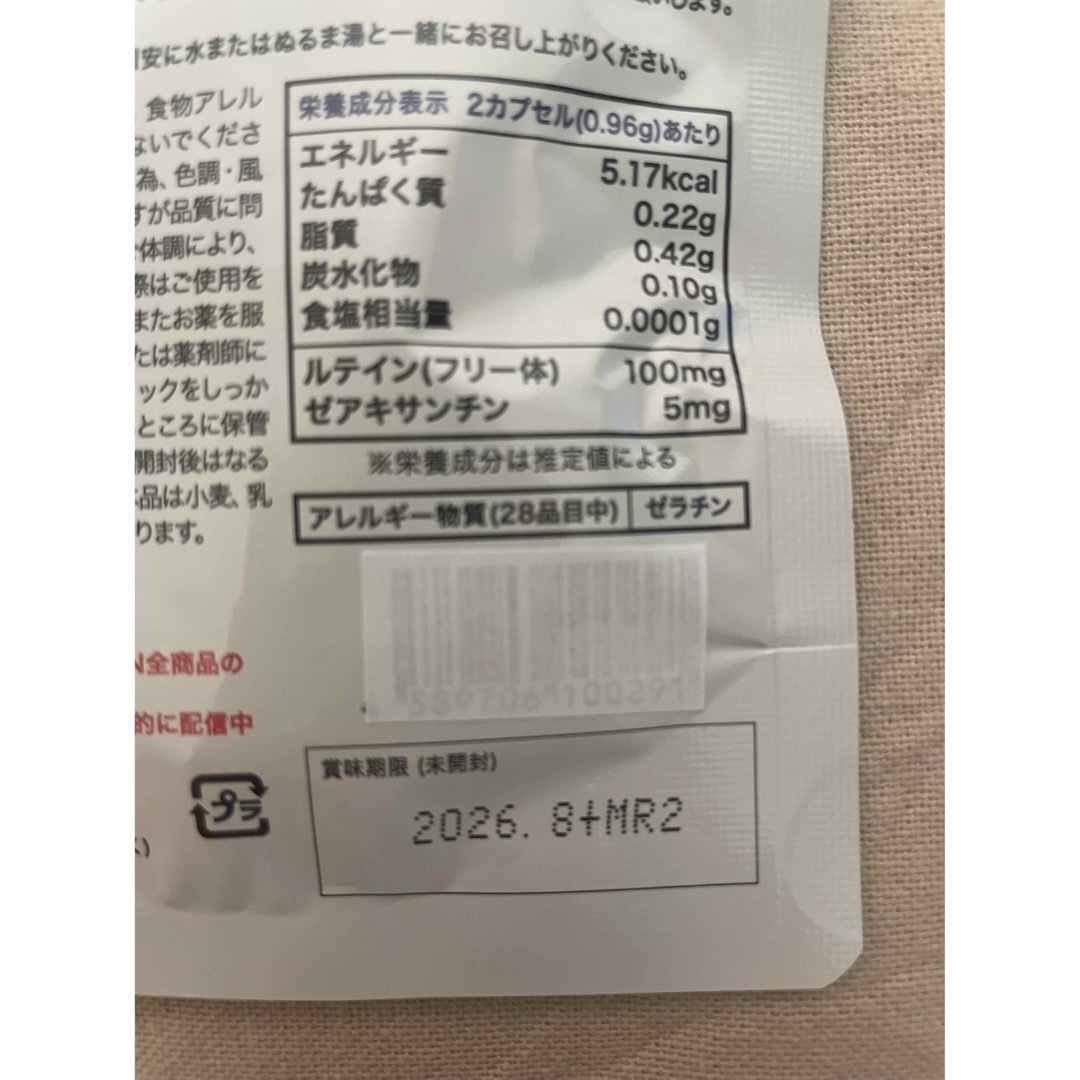 します。
安に水またはぬるま湯と一緒にお召し上がりください。
食物アレル
ないでくださ
為、色調・風
すが品質に問
体調により、
際はご使用を
またお薬を服
たは薬剤師に
ックをしっか
ところに保管
開封後はなる
品は小麦、乳
ります。
栄養成分表示 2カプセル(0.96g)あたり
エネルギー 5.17kcal
たんぱく質 0.22g
脂質 0.42g
炭水化物 0.10g
食塩相当量 0.0001g
ルテイン(フリー体) 100mg
ゼアキサンチン 5mg
※栄養成分は推定値による
アレルギー物質(28品目中) ゼラチン
589706 100291
N全商品の
的に配信中
プラ
賞味期限 (未開封)
2026. 8+MR2